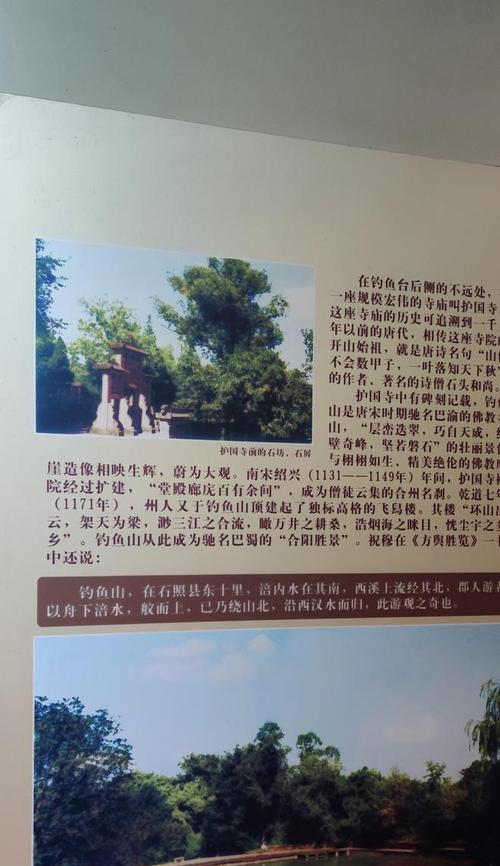 在钓鱼台后侧的不远处，
一座规模宏伟的寺庙叫护国寺
这座寺庙的历史可追溯到一千
年以前的唐代，相传这座寺院的
开山始祖，就是唐诗名句“山
不会数甲子，一叶落知天下秋”
的作者、著名的诗僧石头和尚
护国寺中有碑刻记载，钓
山是唐宋时期驰名巴渝的佛教
山，“层峦迭翠，巧自天成，
壁奇峰，坚若磐石”的壮丽景
与栩栩如生、精美绝伦的佛教
护国寺前的石坊、石屏
崖造像相映生辉，蔚为大观。南宋绍兴（1131——1149年）年间，护国禅
院经过扩建，“堂殿廊庑百有余间”，成为僧徒云集的合州名刹。乾道七
（1171年），州人又于钓鱼山顶建起了独标高格的飞舄楼。其楼“环山
云，架天为梁，渺三江之合流，瞰万井之耕桑，浩烟海之眯目，恍尘宇之
乡”。钓鱼山从此成为驰名巴蜀的“合阳胜景”。祝穆在《方舆胜览》一
中还说：
钓鱼山，在石照县东十里，涪内水在其南，西溪上流经其北，郡人游
以舟下涪水，舣而上，已乃绕山北，沿西汉水而归，此游观之奇也。